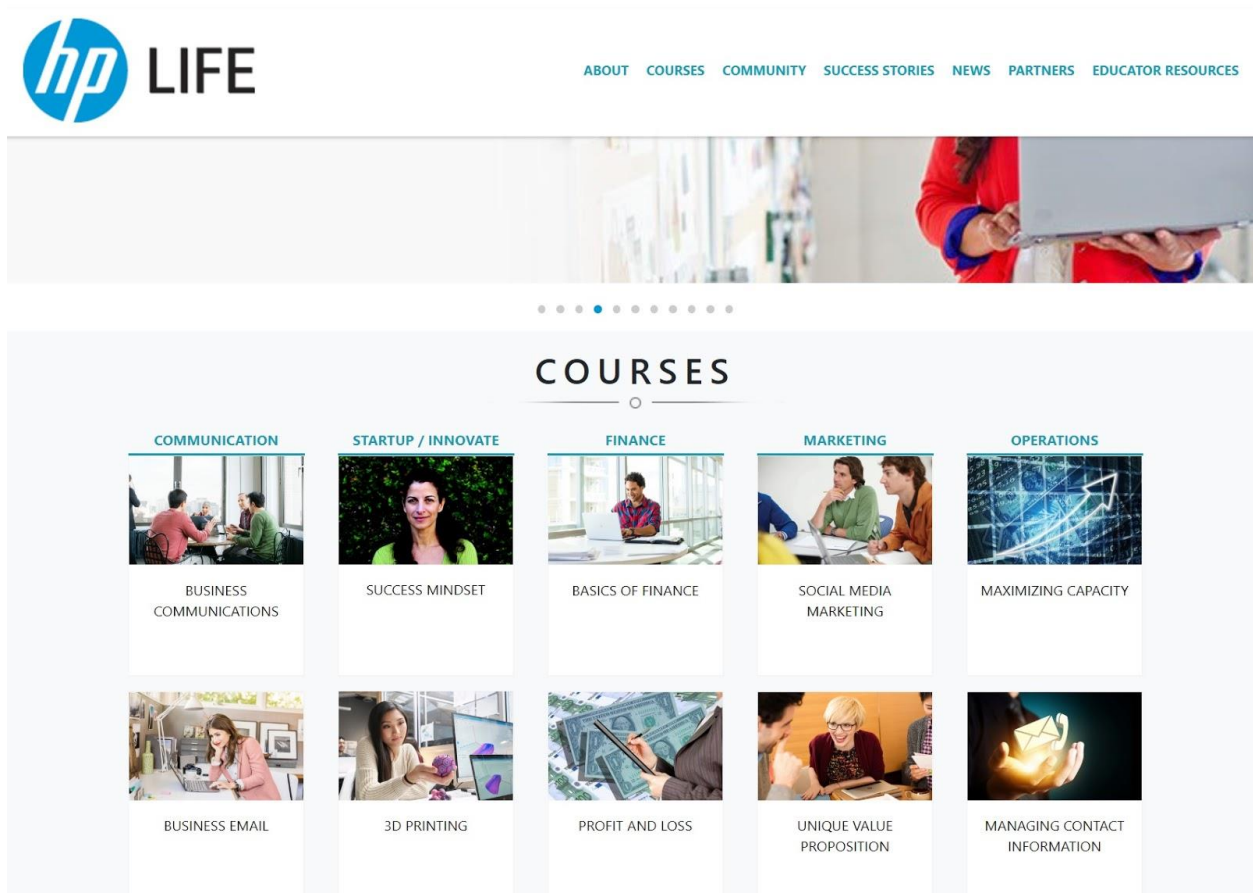 hp LIFE
ABOUT COURSES COMMUNITY SUCCESS STORIES NEWS PARTNERS EDUCATOR RESOURCES
COURSES
COMMUNICATION STARTUP / INNOVATE FINANCE MARKETING OPERATIONS
BUSINESS
COMMUNICATIONS
SUCCESS MINDSET
BASICS OF FINANCE
SOCIAL MEDIA
MARKETING
MAXIMIZING CAPACITY
BUSINESS EMAIL
3D PRINTING
PROFIT AND LOSS
UNIQUE VALUE
PROPOSITION
MANAGING CONTACT
INFORMATION